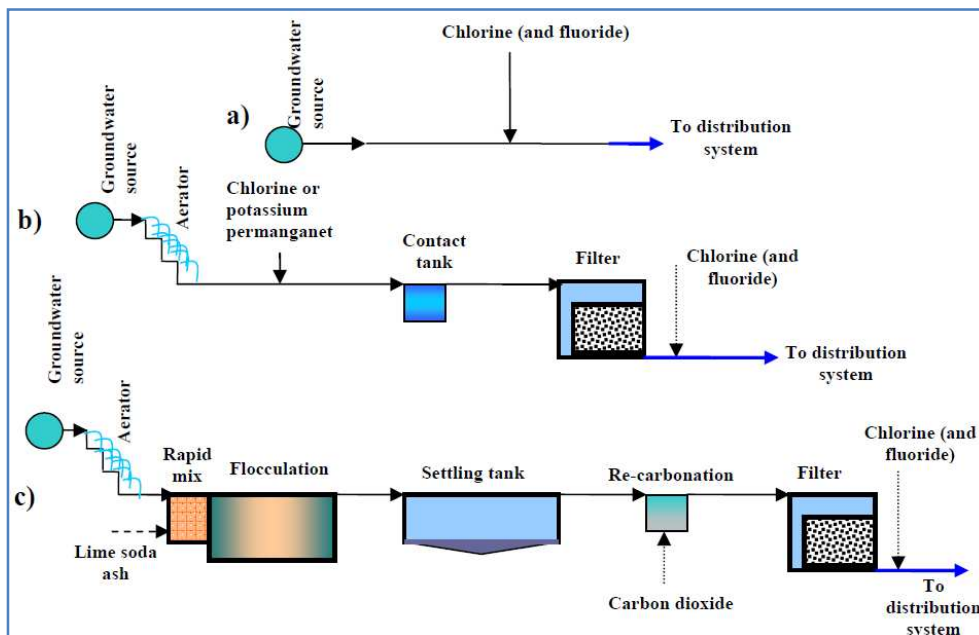 Chlorine (and fluoride)
a)
Groundwater
source
To distribution
system
b)
Groundwater
source
Aerator
Chlorine or
potassium
permanganet
Contact
tank
Filter
Chlorine (and
fluoride)
To distribution
system
c)
Groundwater
source
Aerator
Rapid
mix
Flocculation
Settling tank
Re-carbonation
Filter
Chlorine (and
fluoride)
Lime soda
ash
Carbon dioxide
To
distribution
system